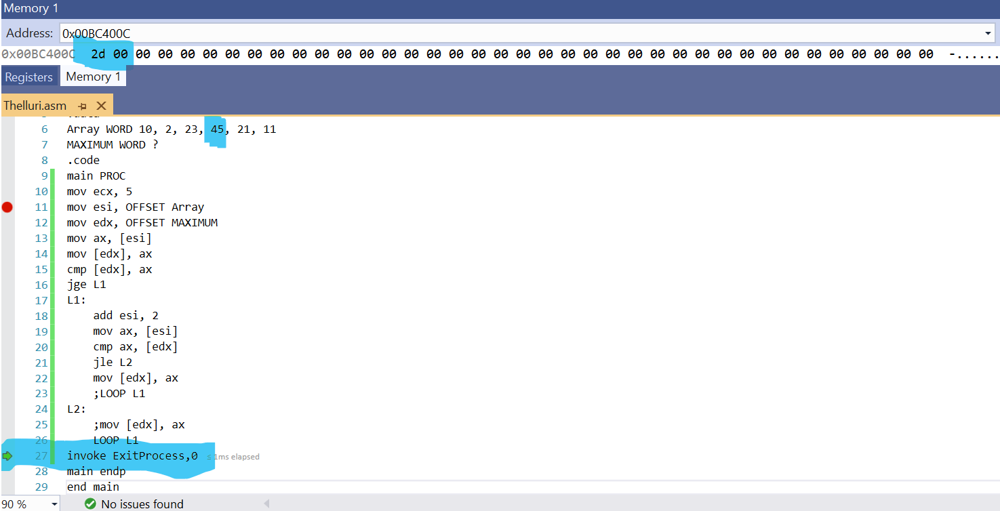 Memory 1
Address: 0x00BC400C
0x00BC400C 2d 00 00 00 00 00 00 00 00 00 00 00 00 00 00 00 00 00 00 00 00 00 00 00 00 00 00 00 00 00 00 00 00 00 00 00 00 00 -......
Registers Memory 1
Thelluri.asm
5 .data
6 Array WORD 10, 2, 23, 45, 21, 11
7 MAXIMUM WORD ?
8 .code
9 main PROC
10 mov ecx, 5
11 mov esi, OFFSET Array
12 mov edx, OFFSET MAXIMUM
13 mov ax, [esi]
14 mov [edx], ax
15 cmp [edx], ax
16 jge L1
17 L1:
18 add esi, 2
19 mov ax, [esi]
20 cmp ax, [edx]
21 jle L2
22 mov [edx], ax
23 ;LOOP L1
24 L2:
25 ;mov [edx], ax
26 LOOP L1
27 invoke ExitProcess,0 ≤ 1ms elapsed
28 main endp
29 end main
90 % No issues found